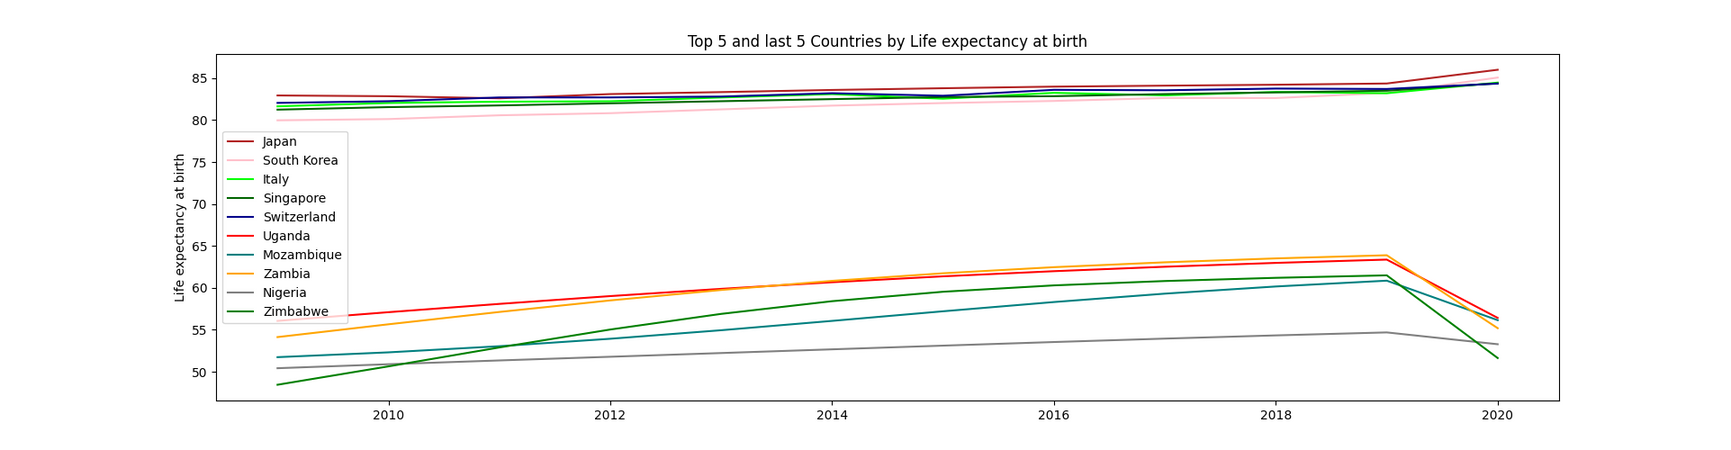 Top 5 and last 5 Countries by Life expectancy at birth
Life expectancy at birth
85
80
75
70
65
60
55
50
Japan
South Korea
Italy
Singapore
Switzerland
Uganda
Mozambique
Zambia
Nigeria
Zimbabwe
2010 2012 2014 2016 2018 2020